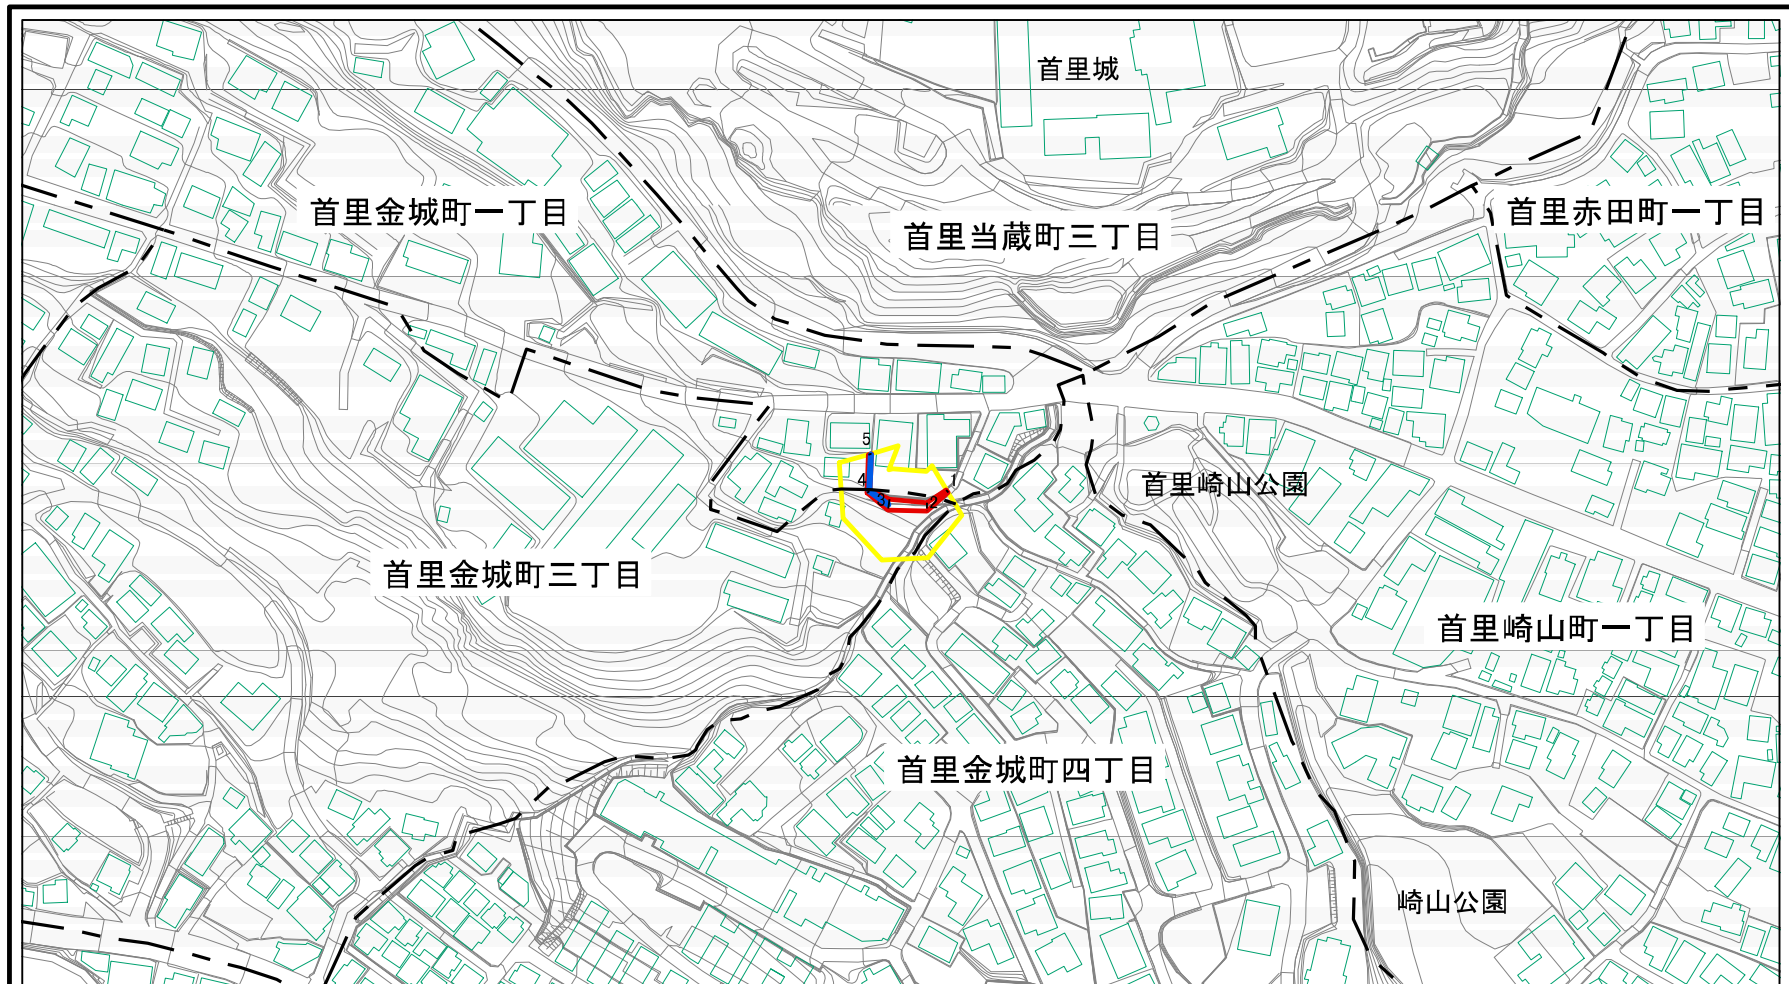 首里城
首里金城町一丁目
首里赤田町一丁目
首里当蔵町三丁目
5
4
3
2
1
首里崎山公園
首里金城町三丁目
首里崎山町一丁目
首里金城町四丁目
崎山公園